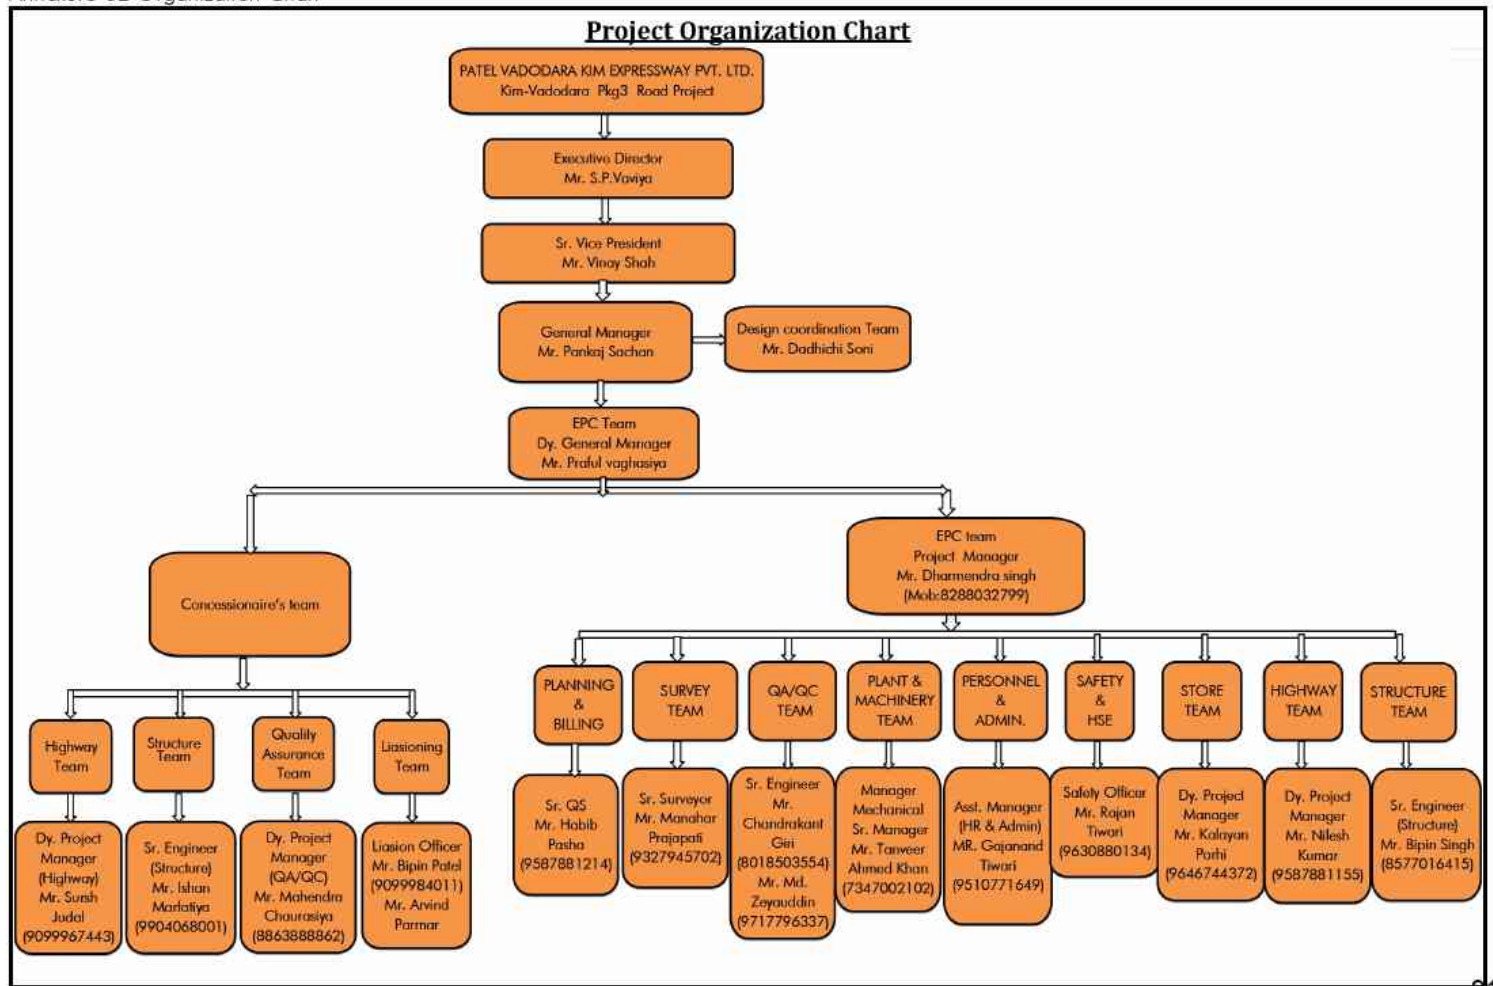 Project Organization Chart
PATEL VADODARA KIM EXPRESSWAY PVT. LTD.
Kim-Vadodara Pkg3 Road Project
Executive Director
Mr. S.P.Vaviya
Sr. Vice President
Mr. Vinay Shah
General Manager
Mr. Pankaj Sachan
Design coordination Team
Mr. Dadhichi Soni
EPC Team
Dy. General Manager
Mr. Praful vaghasiya
Concessionaire's team
EPC team
Project Manager
Mr. Dharmendra singh
(Mob:8288032799)
Highway
Team
Structure
Team
Quality
Assurance
Team
Liasioning
Team
Dy. Project
Manager
(Highway)
Mr. Sursh
Judal
(9099967443)
Sr. Engineer
(Structure)
Mr. Ishan
Marfatiya
(9904068001)
Dy. Project
Manager
(QA/QC)
Mr. Mahendra
Chaurasiya
(8863888862)
Liasion Officer
Mr. Bipin Patel
(9099984011)
Mr. Arvind
Parmar
PLANNING
&
BILLING
SURVEY
TEAM
QA/QC
TEAM
PLANT &
MACHINERY
TEAM
PERSONNEL
&
ADMIN.
SAFETY
&
HSE
STORE
TEAM
HIGHWAY
TEAM
STRUCTURE
TEAM
Sr. QS
Mr. Habib
Pasha
(9587881214)
Sr. Surveyor
Mr. Manahar
Prajapati
(9327945702)
Sr. Engineer
Mr.
Chandrakant
Giri
(8018503554)
Mr. Md.
Zeyauddin
(9717796337)
Manager
Mechanical
Sr. Manager
Mr. Tanveer
Ahmed Khan
(7347002102)
Asst. Manager
(HR & Admin)
MR. Gajanand
Tiwari
(9510771649)
Safety Officer
Mr. Rajan
Tiwari
(9630880134)
Dy. Project
Manager
Mr. Kalayan
Parhi
(9646744372)
Dy. Project
Manager
Mr. Nilesh
Kumar
(9587881155)
Sr. Engineer
(Structure)
Mr. Bipin Singh
(8577016415)